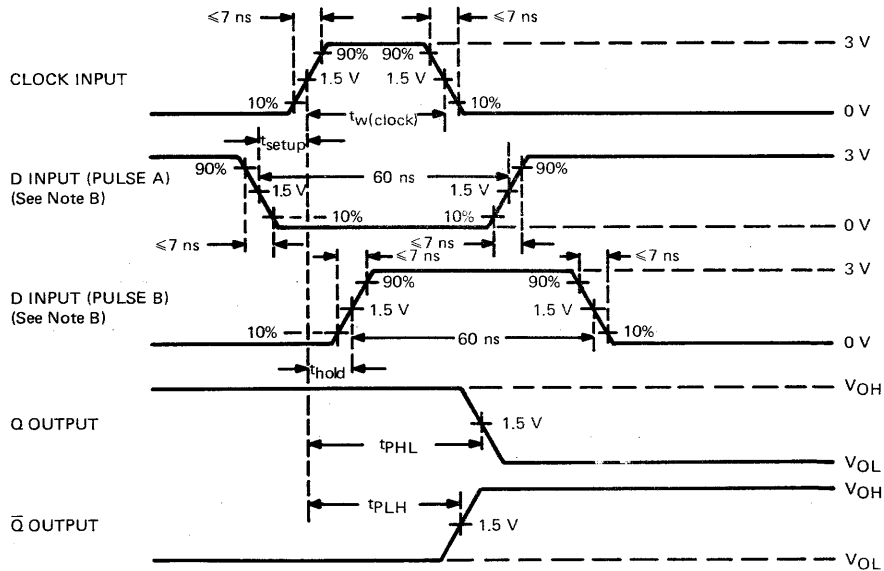 ≤7 ns ≤7 ns
3 V
90% 90%
CLOCK INPUT 1.5 V 1.5 V
10% tw(clock) 10%
0 V
tsetup
3 V
D INPUT (PULSE A) 90% 60 ns 90%
(See Note B) 1.5 V 1.5 V
10% 10%
0 V
≤7 ns ≤7 ns ≤7 ns ≤7 ns
3 V
90% 90%
D INPUT (PULSE B) 1.5 V 1.5 V
(See Note B)
10% 60 ns 10%
0 V
thold
VOH
Q OUTPUT 1.5 V
tPHL
VOL
VOH
tPLH
Q̅ OUTPUT 1.5 V
VOL